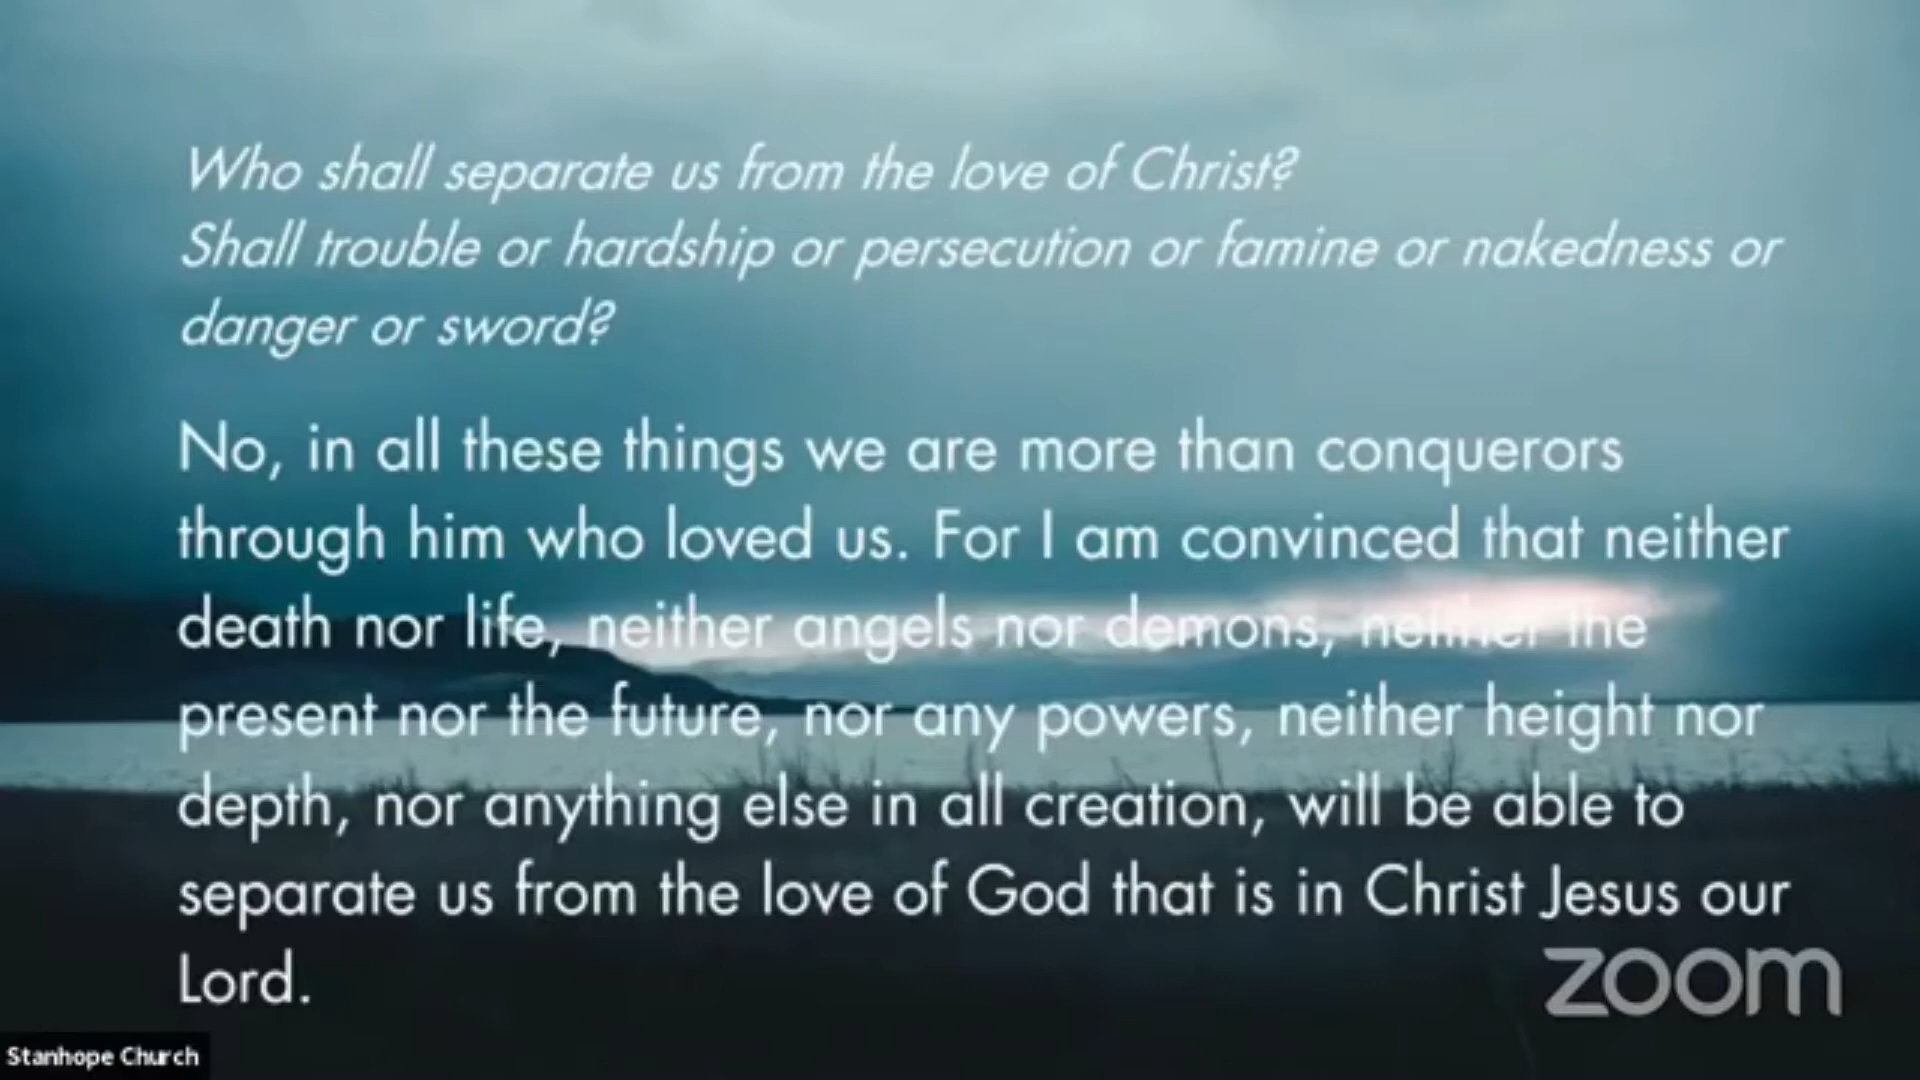 Who shall separate us from the love of Christ?
Shall trouble or hardship or persecution or famine or nakedness or
danger or sword?
No, in all these things we are more than conquerors
through him who loved us. For I am convinced that neither
death nor life, neither angels nor demons, neither the
present nor the future, nor any powers, neither height nor
depth, nor anything else in all creation, will be able to
separate us from the love of God that is in Christ Jesus our
Lord.
zoom
Stanhope Church